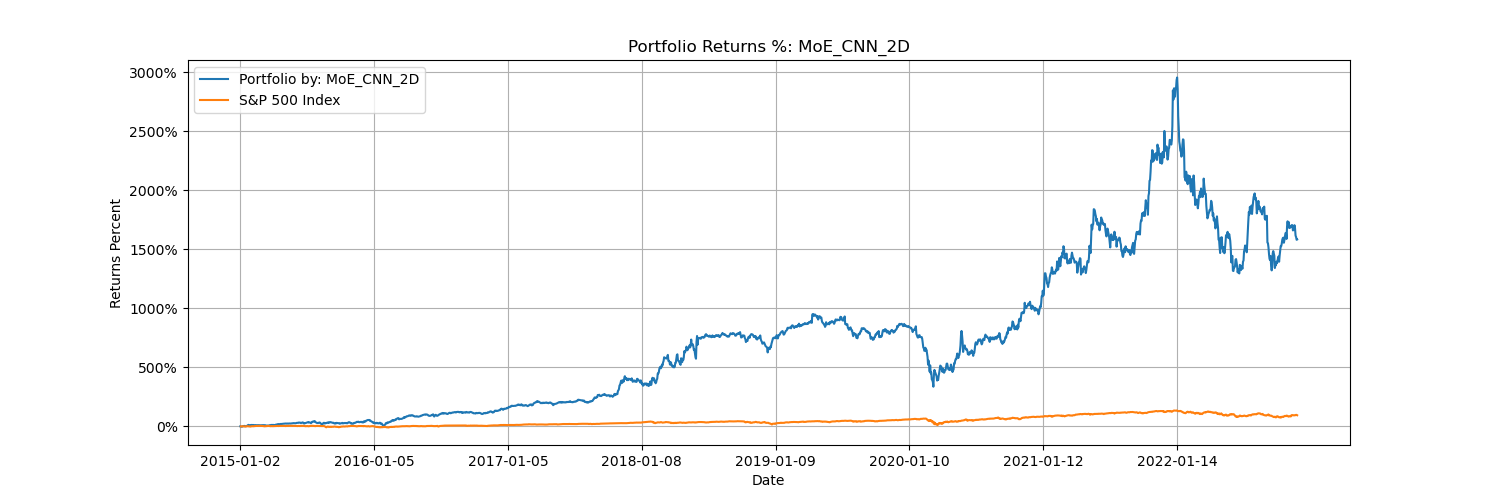 Portfolio Returns %: MoE_CNN_2D
Portfolio by: MoE_CNN_2D
S&P 500 Index
Returns Percent
3000%
2500%
2000%
1500%
1000%
500%
0%
2015-01-02 2016-01-05 2017-01-05 2018-01-08 2019-01-09 2020-01-10 2021-01-12 2022-01-14
Date